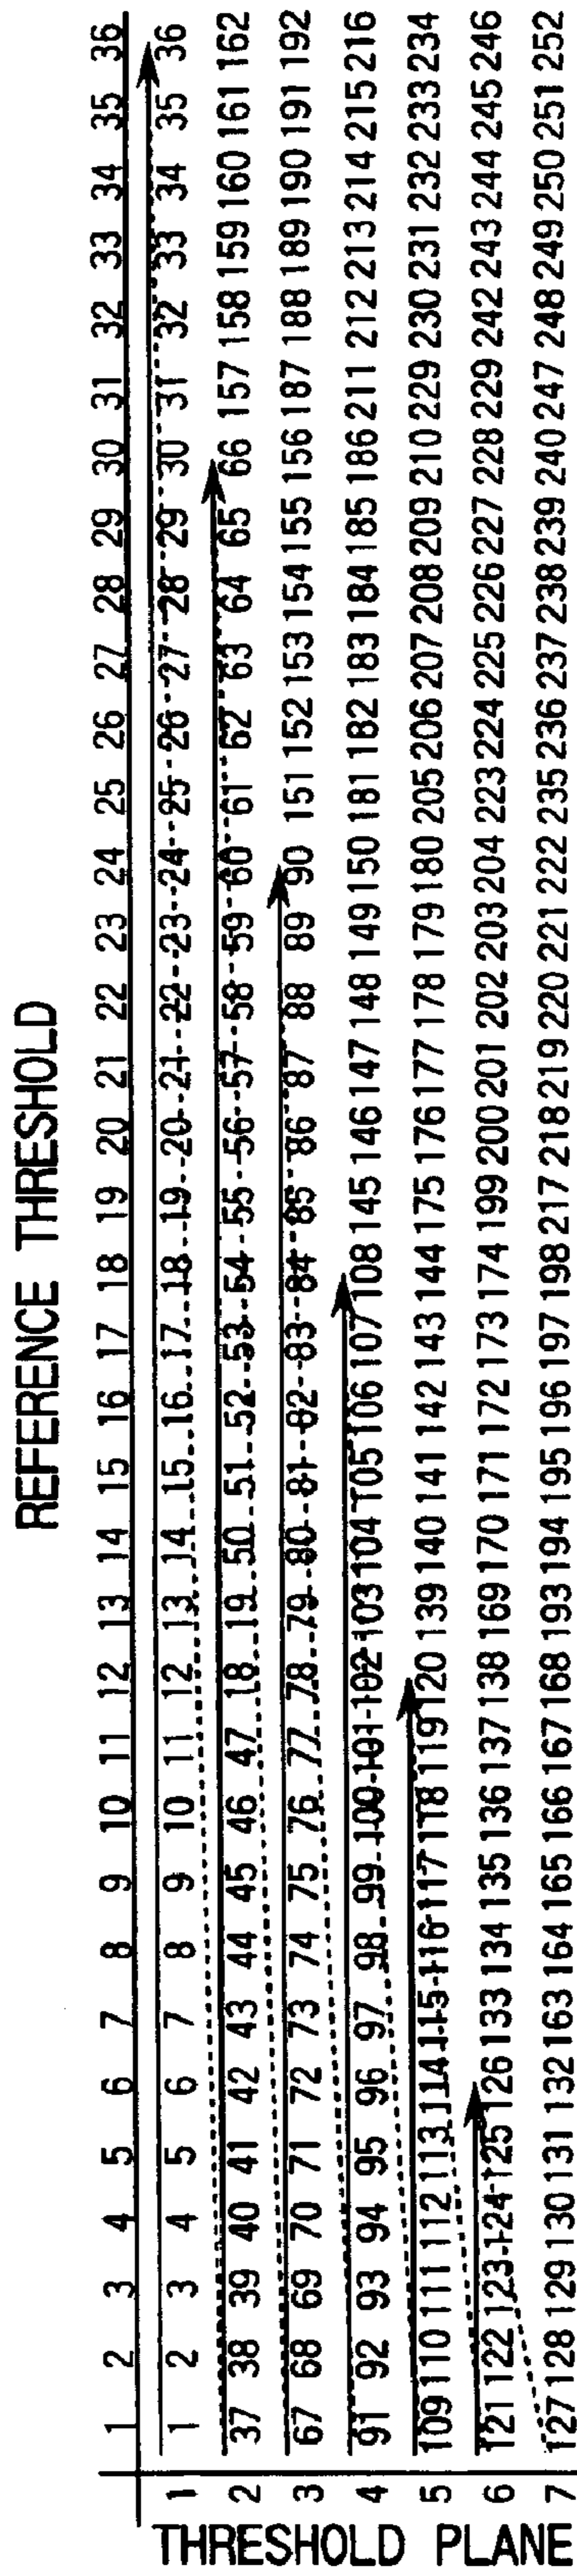 REFERENCE THRESHOLD
1 2 3 4 5 6 7 8 9 10 11 12 13 14 15 16 17 18 19 20 21 22 23 24 25 26 27 28 29 30 31 32 33 34 35 36
THRESHOLD PLANE
1 1 2 3 4 5 6 7 8 9 10 11 12 13 14 15 16 17 18 19 20 21 22 23 24 25 26 27 28 29 30 31 32 33 34 35 36
2 37 38 39 40 41 42 43 44 45 46 47 18 19 50 51 52 53 54 55 56 57 58 59 60 61 62 63 64 65 66 157 158 159 160 161 162
3 67 68 69 70 71 72 73 74 75 76 77 78 79 80 81 82 83 84 85 86 87 88 89 90 151 152 153 154 155 156 187 188 189 190 191 192
4 91 92 93 94 95 96 97 98 99 100 101 102 103 104 105 106 107 108 145 146 147 148 149 150 181 182 183 184 185 186 211 212 213 214 215 216
5 109 110 111 112 113 114 115 116 117 118 119 120 139 140 141 142 143 144 175 176 177 178 179 180 205 206 207 208 209 210 229 230 231 232 233 234
6 121 122 123 124 125 126 133 134 135 136 137 138 169 170 171 172 173 174 199 200 201 202 203 204 223 224 225 226 227 228 229 242 243 244 245 246
7 127 128 129 130 131 132 163 164 165 166 167 168 193 194 195 196 197 198 217 218 219 220 221 222 235 236 237 238 239 240 247 248 249 250 251 252